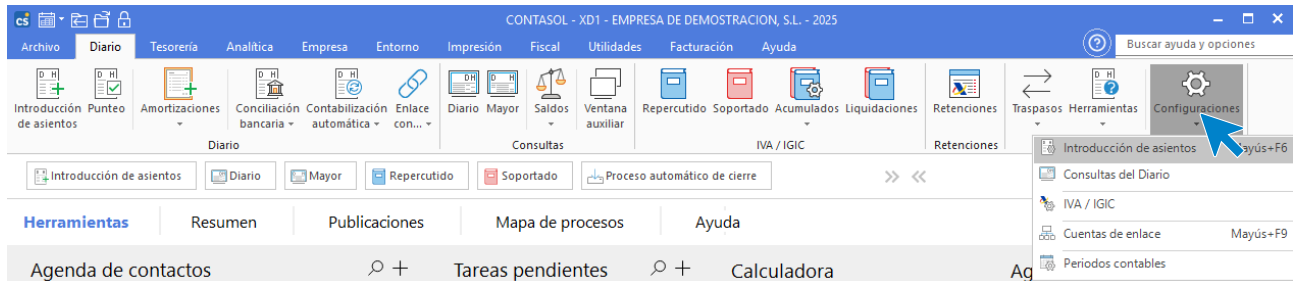 cs
CONTASOL - XD1 - EMPRESA DE DEMOSTRACION, S.L. - 2025
Archivo Diario Tesorería Analítica Empresa Entorno Impresión Fiscal Utilidades Facturación Ayuda Buscar ayuda y opciones
D H D H D H D H D H D H D H
Introducción de asientos Punteo Amortizaciones Conciliación bancaria Contabilización automática Enlace con... Diario Mayor Saldos Ventana auxiliar Repercutido Soportado Acumulados Liquidaciones Retenciones Traspasos Herramientas Configuraciones
Diario Consultas IVA / IGIC Retenciones
Introducción de asientos Mayús+F6
Introducción de asientos Diario Mayor Repercutido Soportado Proceso automático de cierre
Consultas del Diario
IVA / IGIC
Herramientas Resumen Publicaciones Mapa de procesos Ayuda
Cuentas de enlace Mayús+F9
Periodos contables
Agenda de contactos Tareas pendientes Calculadora Ag